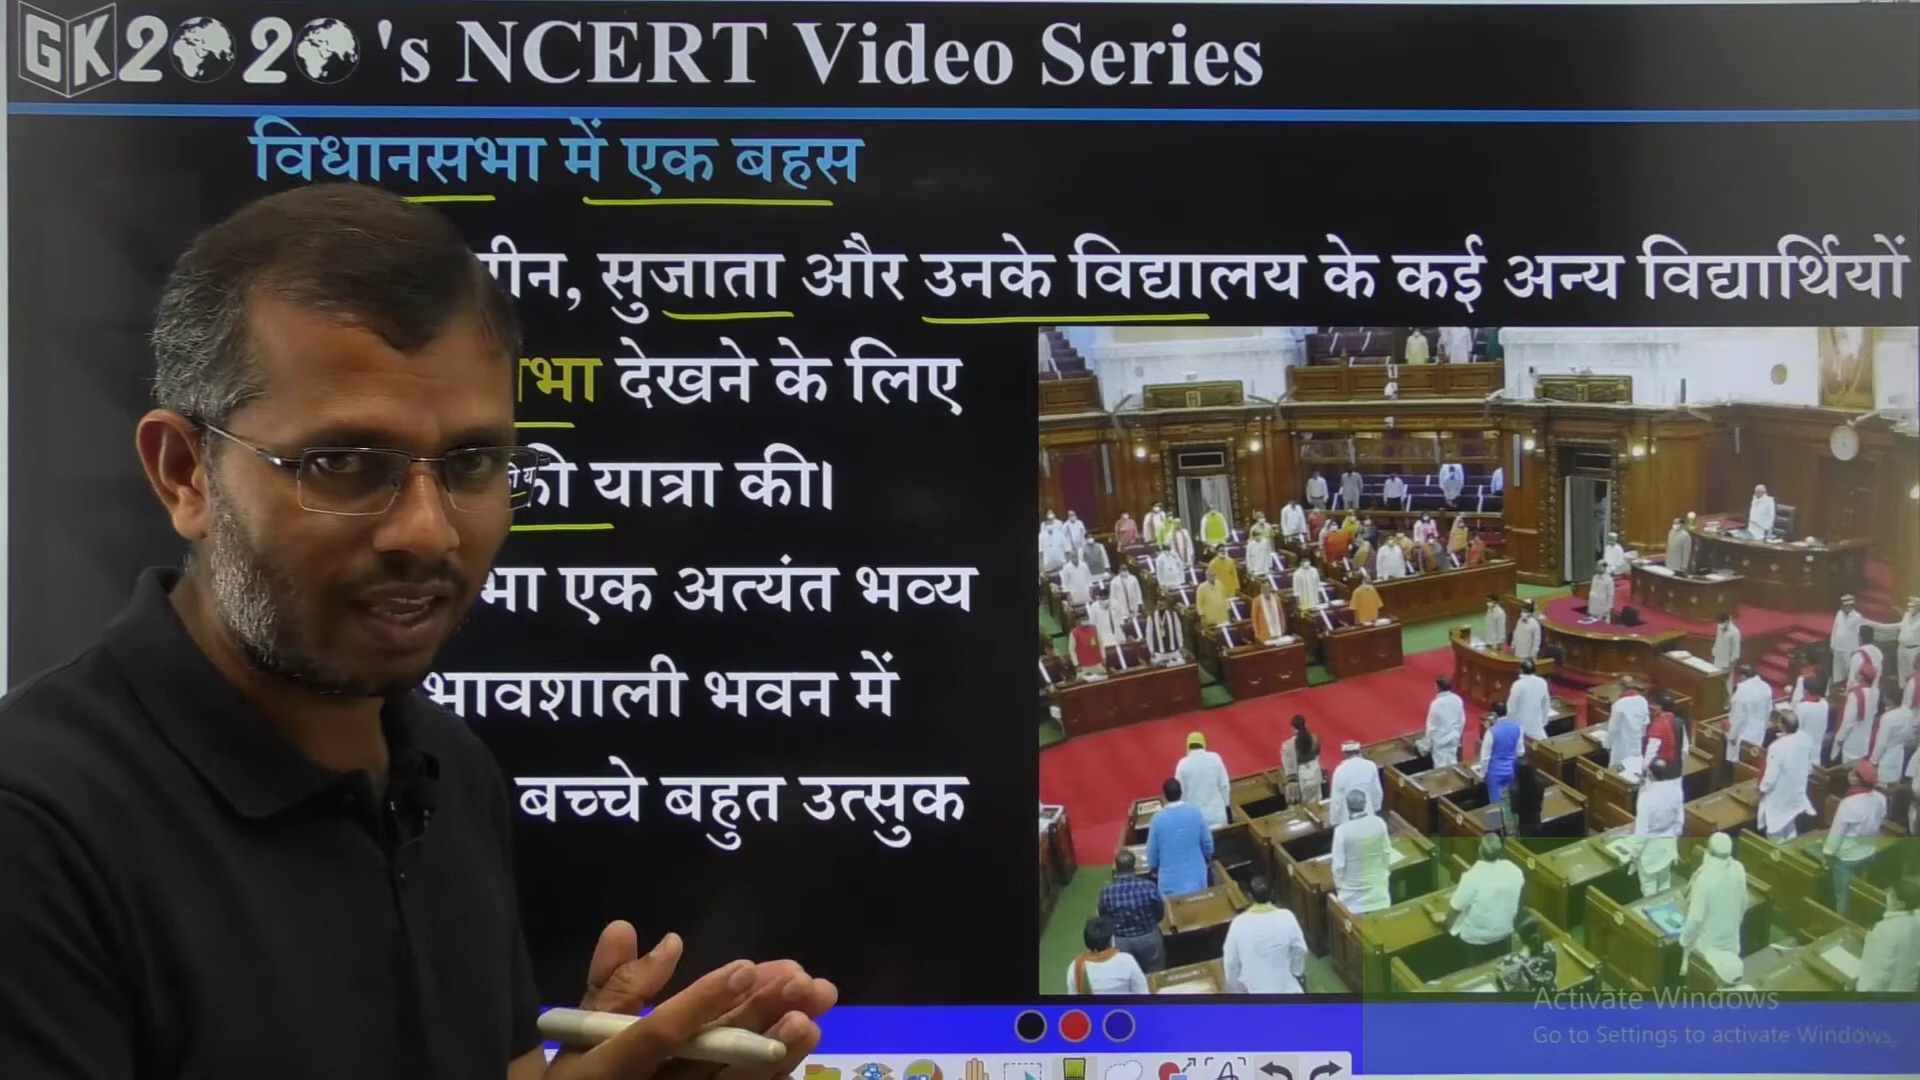 GK2020's NCERT Video Series
विधानसभा में एक बहस
सुजाता और उनके विद्यालय के कई अन्य विद्यार्थियों
देखने के लिए
की यात्रा की।
एक अत्यंत भव्य
भवन में
बच्चे बहुत उत्सुक
Activate Windows
Go to Settings to activate Windows.